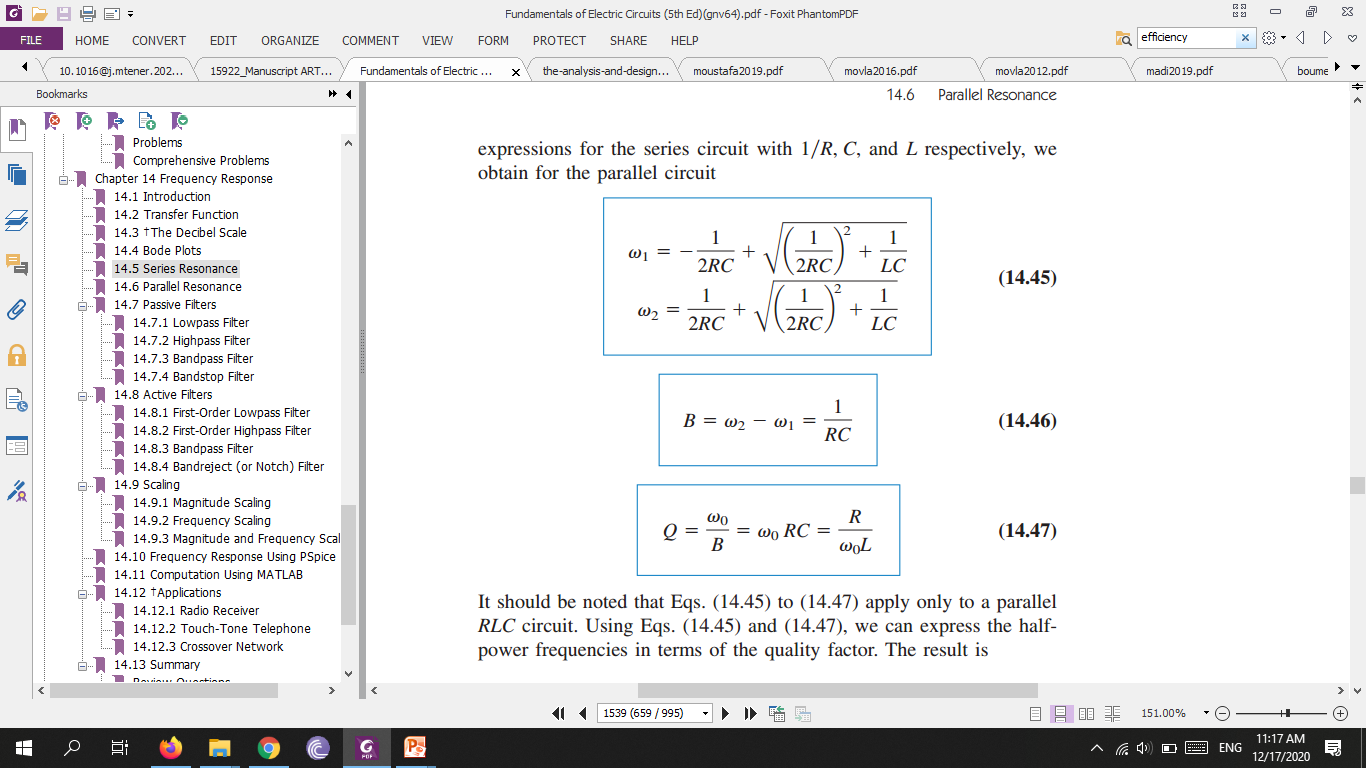 Fundamentals of Electric Circuits (5th Ed)(gnv64).pdf - Foxit PhantomPDF
FILE HOME CONVERT EDIT ORGANIZE COMMENT VIEW FORM PROTECT SHARE HELP efficiency
10.1016@j.mtener.202... 15922_Manuscript ART... Fundamentals of Electric ... the-analysis-and-design... moustafa2019.pdf movla2016.pdf movla2012.pdf madi2019.pdf boume
Bookmarks
Problems
Comprehensive Problems
Chapter 14 Frequency Response
14.1 Introduction
14.2 Transfer Function
14.3 †The Decibel Scale
14.4 Bode Plots
14.5 Series Resonance
14.6 Parallel Resonance
14.7 Passive Filters
14.7.1 Lowpass Filter
14.7.2 Highpass Filter
14.7.3 Bandpass Filter
14.7.4 Bandstop Filter
14.8 Active Filters
14.8.1 First-Order Lowpass Filter
14.8.2 First-Order Highpass Filter
14.8.3 Bandpass Filter
14.8.4 Bandreject (or Notch) Filter
14.9 Scaling
14.9.1 Magnitude Scaling
14.9.2 Frequency Scaling
14.9.3 Magnitude and Frequency Scal
14.10 Frequency Response Using PSpice
14.11 Computation Using MATLAB
14.12 †Applications
14.12.1 Radio Receiver
14.12.2 Touch-Tone Telephone
14.12.3 Crossover Network
14.13 Summary
Review Questions
14.6 Parallel Resonance
expressions for the series circuit with 1/R, C, and L respectively, we
obtain for the parallel circuit
ω₁ = − 1/2RC + √((1/2RC)² + 1/LC)
ω₂ = 1/2RC + √((1/2RC)² + 1/LC)
(14.45)
B = ω₂ − ω₁ = 1/RC (14.46)
Q = ω₀/B = ω₀ RC = R/ω₀L (14.47)
It should be noted that Eqs. (14.45) to (14.47) apply only to a parallel
RLC circuit. Using Eqs. (14.45) and (14.47), we can express the half-
power frequencies in terms of the quality factor. The result is
1539 (659 / 995) 151.00%
ENG 11:17 AM
12/17/2020